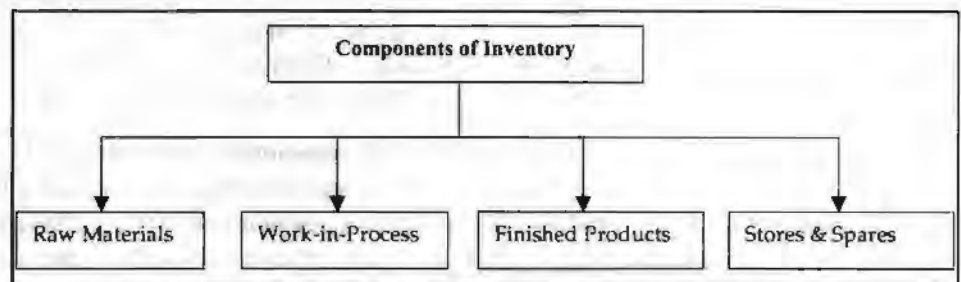 Components of Inventory
Raw Materials
Work-in-Process
Finished Products
Stores & Spares